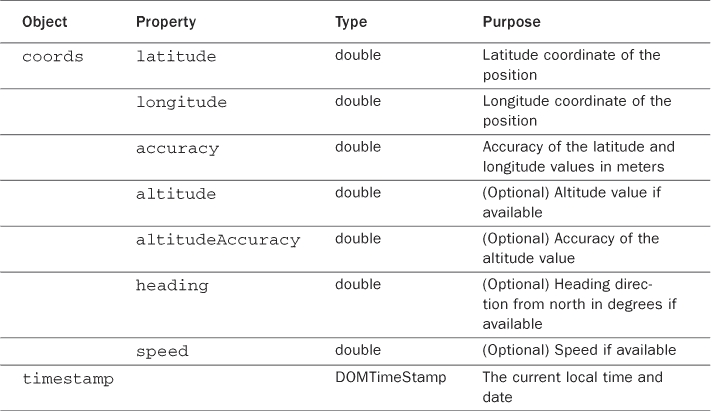 Object Property Type Purpose
coords latitude double Latitude coordinate of the
position
longitude double Longitude coordinate of the
position
accuracy double Accuracy of the latitude and
longitude values in meters
altitude double (Optional) Altitude value if
available
altitudeAccuracy double (Optional) Accuracy of the
altitude value
heading double (Optional) Heading direc-
tion from north in degrees if
available
speed double (Optional) Speed if available
timestamp DOMTimeStamp The current local time and
date